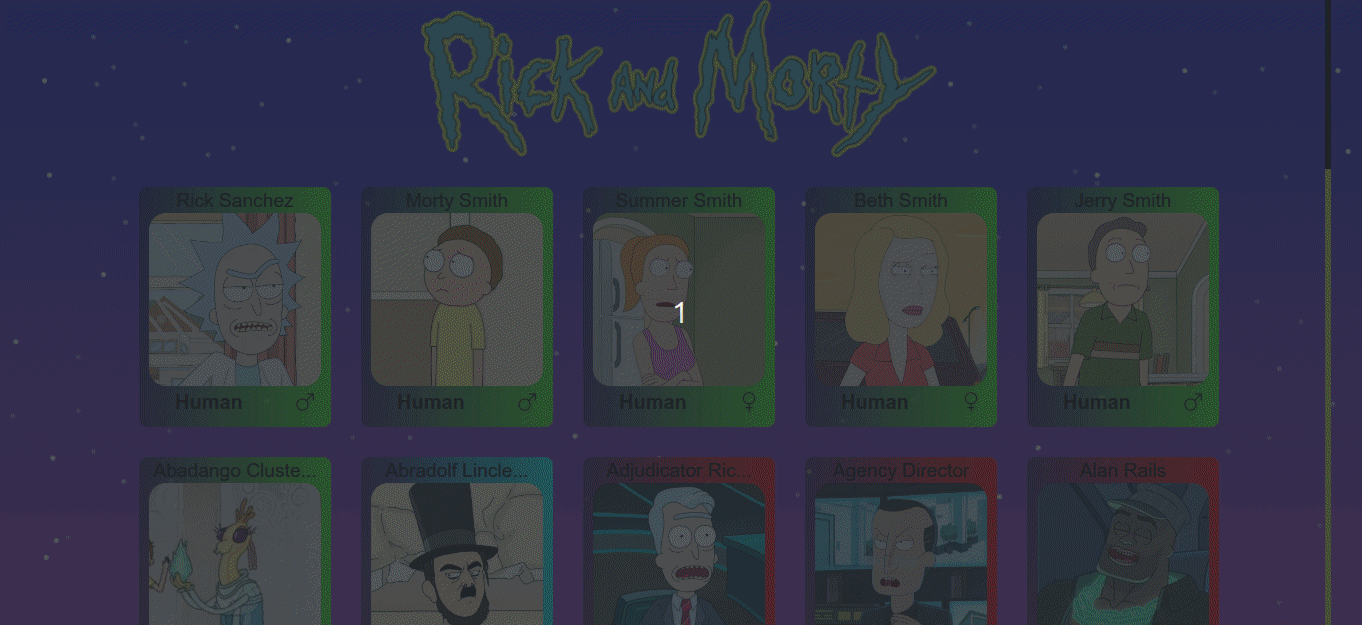 Rick and Morty
Rick Sanchez
Morty Smith
Summer Smith
Beth Smith
Jerry Smith
1
Human ♂
Human ♂
Human ♀
Human ♀
Human ♂
Abadango Cluste...
Abradolf Lincle...
Adjudicator Ric...
Agency Director
Alan Rails